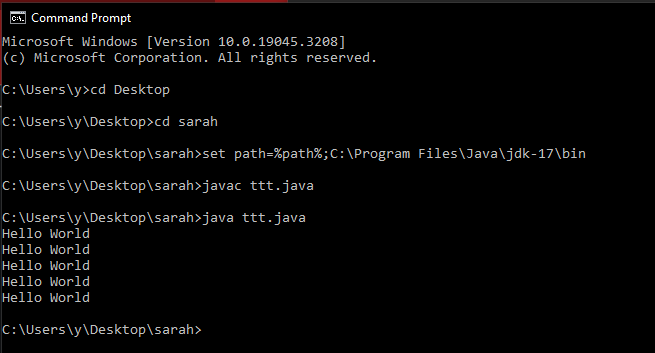 Command Prompt
Microsoft Windows [Version 10.0.19045.3208]
(c) Microsoft Corporation. All rights reserved.
C:\Users\y>cd Desktop
C:\Users\y\Desktop>cd sarah
C:\Users\y\Desktop\sarah>set path=%path%;C:\Program Files\Java\jdk-17\bin
C:\Users\y\Desktop\sarah>javac ttt.java
C:\Users\y\Desktop\sarah>java ttt.java
Hello World
Hello World
Hello World
Hello World
Hello World
C:\Users\y\Desktop\sarah>